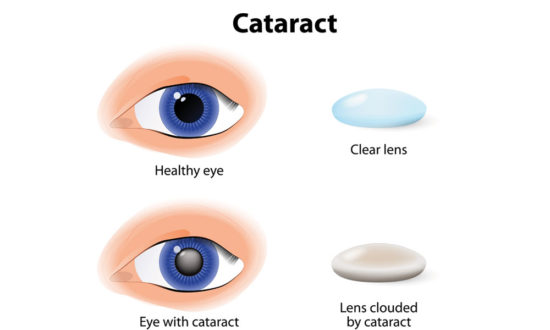 Cataract
Healthy eye
Clear lens
Eye with cataract
Lens clouded
by cataract